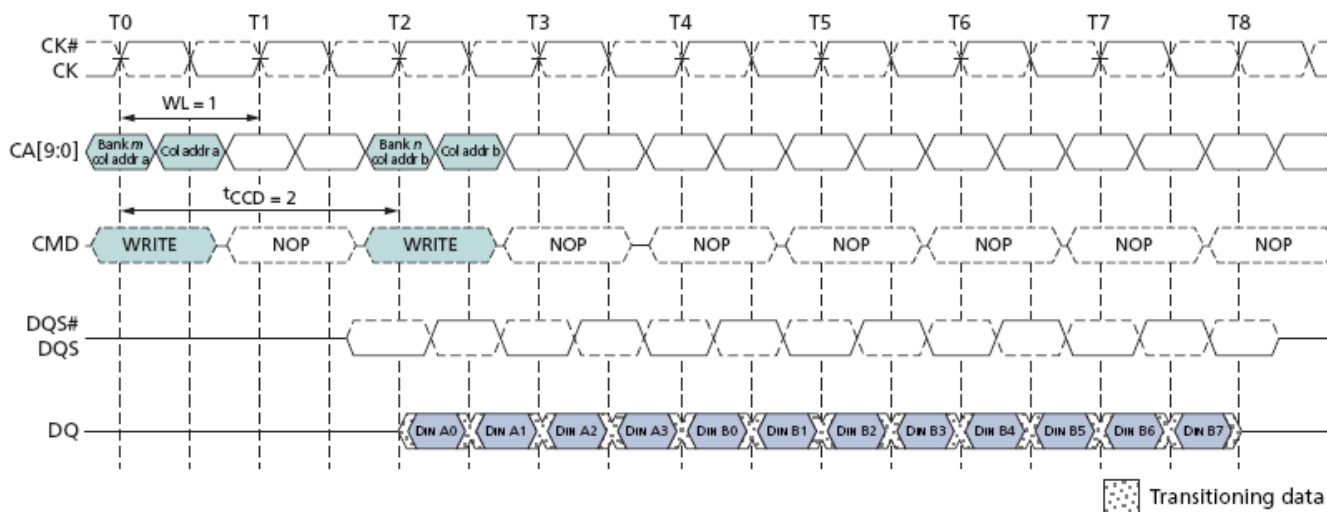 T0 T1 T2 T3 T4 T5 T6 T7 T8
CK#
CK
WL = 1
CA[9:0] Bank m col addr a Col addr a Bank n col addr b Col addr b
tCCD = 2
CMD WRITE NOP WRITE NOP NOP NOP NOP NOP NOP
DQS#
DQS
DQ DIN A0 DIN A1 DIN A2 DIN A3 DIN B0 DIN B1 DIN B2 DIN B3 DIN B4 DIN B5 DIN B6 DIN B7
Transitioning data